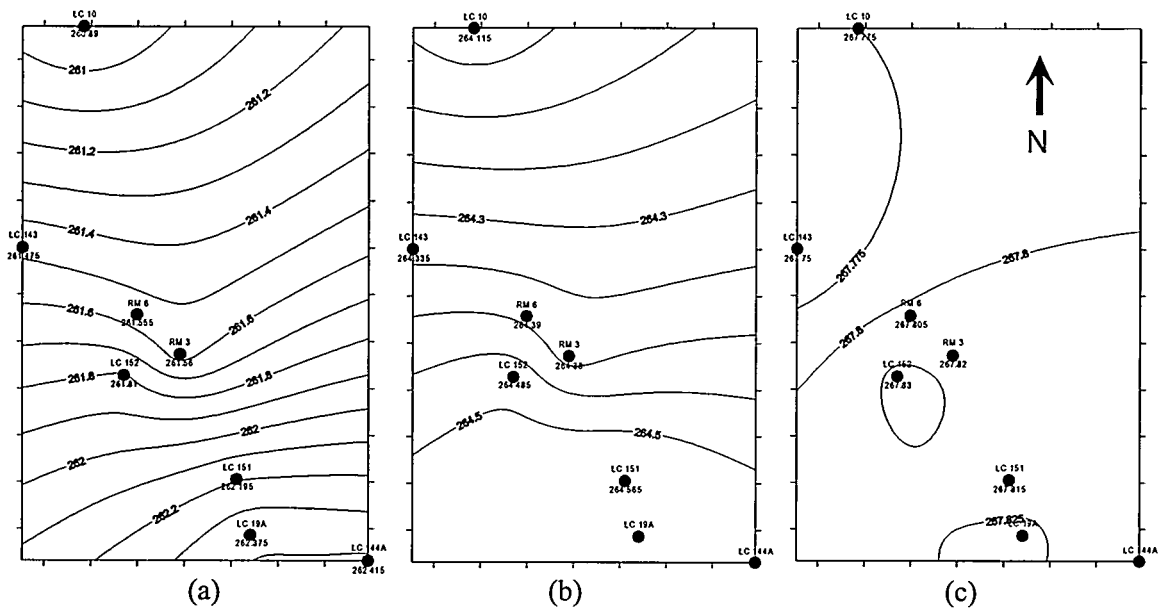 LC 10
261.2
261.2
261
261.4
261.4
LC 143
RM 6
261.555
261.6
261.6
RM 3
261.56
LC 152
261.81
261.8
261.8
262
262
LC 151
262.195
262.2
LC 19A
262.375
LC 144A
262.415
(a)
LC 10
264.115
264.3
264.3
LC 143
264.335
RM 6
RM 3
LC 152
264.485
264.5
264.5
LC 151
264.565
LC 19A
LC 144A
(b)
LC 10
267.775
N
LC 143
267.775
267.8
267.8
RM 6
267.805
RM 3
267.82
LC 152
267.83
LC 151
267.815
267.825
LC 19A
LC 144A
(c)